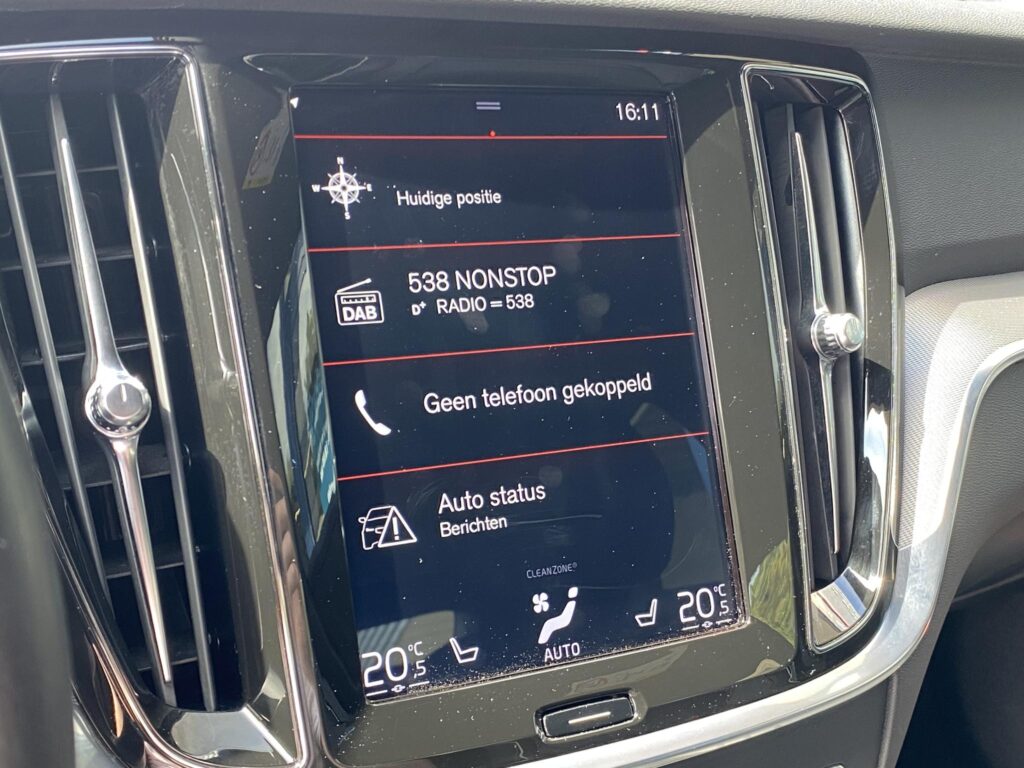 16:11
N
W E
S
Huidige positie
538 NONSTOP
D+ RADIO = 538
DAB
Geen telefoon gekoppeld
Auto status
Berichten
CLEANZONE®
AUTO
20,5 °C
20,5 °C